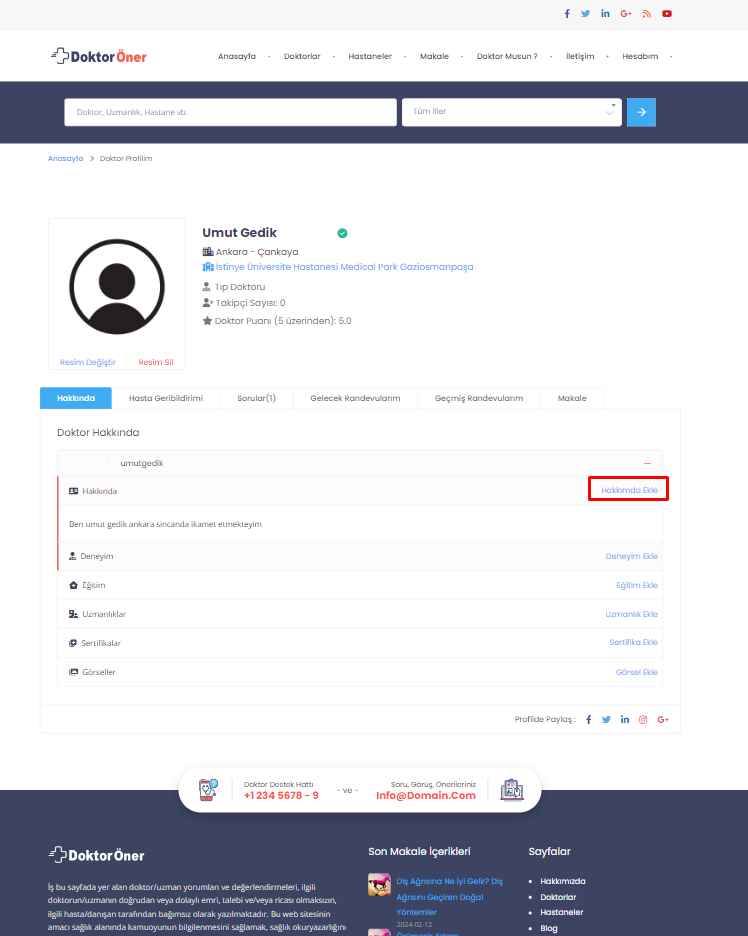 DoktorÖner
Anasayfa • Doktorlar • Hastaneler • Makale • Doktor Musun ? • İletişim • Hesabım •
Doktor, Uzmanlık, Hastane vb.
Tüm İller
Anasayfa > Doktor Profilim
Umut Gedik
Ankara - Çankaya
İstinye Üniversite Hastanesi Medical Park Gaziosmanpaşa
Tıp Doktoru
Takipçi Sayısı: 0
Doktor Puanı (5 üzerinden): 5.0
Resim Değiştir Resim Sil
Hakkında Hasta Geribildirimi Sorular(1) Gelecek Randevularım Geçmiş Randevularım Makale
Doktor Hakkında
umutgedik
Hakkında Hakkımda Ekle
Ben umut gedik ankara sincanda ikamet etmekteyim
Deneyim Deneyim Ekle
Eğitim Eğitim Ekle
Uzmanlıklar Uzmanlık Ekle
Sertifikalar Sertifika Ekle
Görseller Görsel Ekle
Profilde Paylaş :
Doktor Destek Hattı
+1 234 5678 - 9
- ve -
Soru, Görüş, Önerileriniz
Info@Domain.Com
DoktorÖner
İş bu sayfada yer alan doktor/uzman yorumları ve değerlendirmeleri, ilgili
doktorun/uzmanın doğrudan veya dolaylı emri, talebi ve/veya ricası olmaksızın,
ilgili hasta/danışan tarafından bağımsız olarak yazılmaktadır. Bu web sitesinin
amacı sağlık alanında kamuoyunun bilgilenmesini sağlamak, sağlık okuryazarlığını
Son Makale İçerikleri
Diş Ağrısına Ne İyi Gelir? Diş
Ağrısını Geçiren Doğal
Yöntemler
2024-02-12
Sayfalar
Hakkımızda
Doktorlar
Hastaneler
Blog